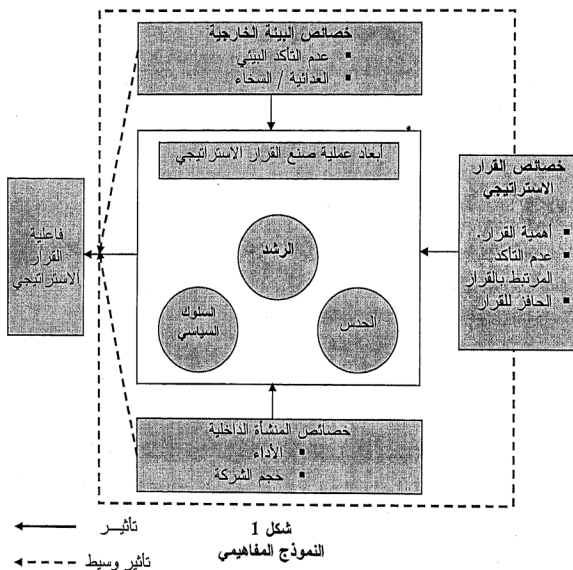 خصائص البيئة الخارجية
▪ عدم التأكد البيئي
▪ العدائية / السخاء
أبعاد عملية صنع القرار الاستراتيجي
الرشد
الحدس
السلوك
السياسي
خصائص القرار
الاستراتيجي
▪ أهمية القرار.
▪ عدم التأكد
المرتبط بالقرار
▪ الحافز للقرار
فاعلية
القرار
الاستراتيجي
خصائص المنشأة الداخلية
▪ الأداء
▪ حجم الشركة
تأثيـــر
تأثير وسيط
شكل 1
النموذج المفاهيمي